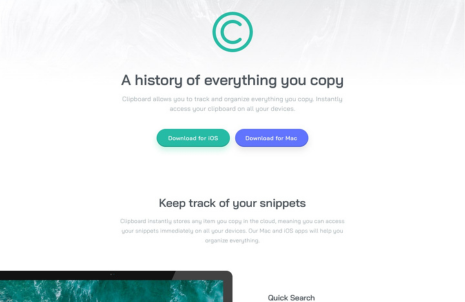 A history of everything you copy
Clipboard allows you to track and organize everything you copy. Instantly
access your clipboard on all your devices.
Download for iOS
Download for Mac
Keep track of your snippets
Clipboard instantly stores any item you copy in the cloud, meaning you can access
your snippets immediately on all your devices. Our Mac and iOS apps will help you
organize everything.
Quick Search